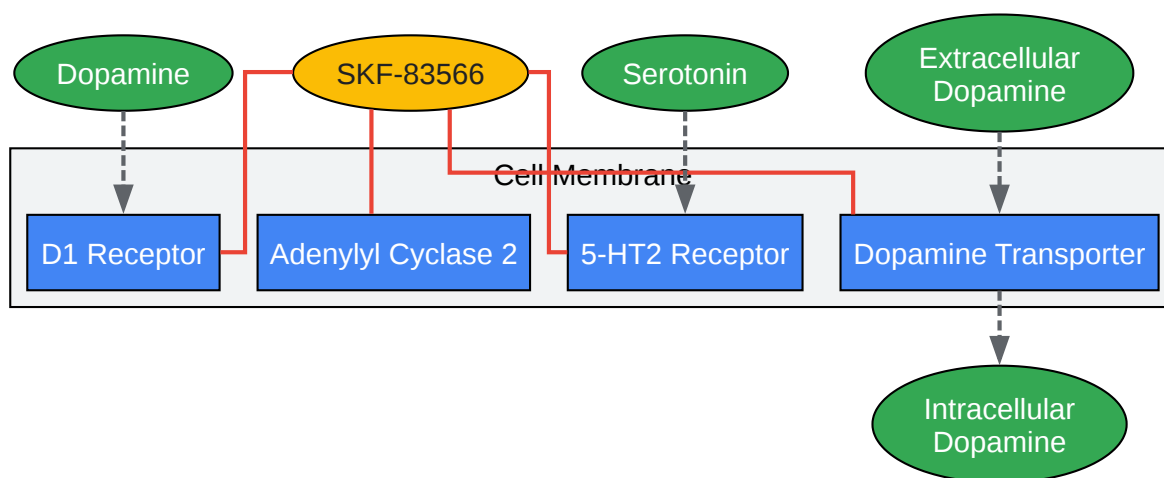 Dopamine
SKF-83566
Serotonin
Extracellular
Dopamine
Cell Membrane
D1 Receptor
Adenylyl Cyclase 2
5-HT2 Receptor
Dopamine Transporter
Intracellular
Dopamine